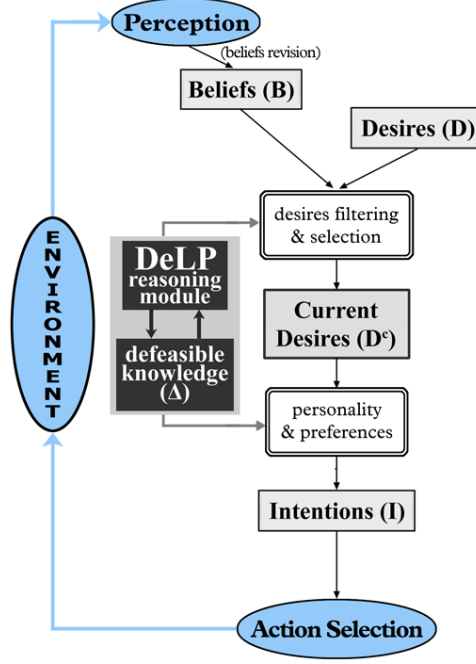 Perception
(beliefs revision)
Beliefs (B)
Desires (D)
desires filtering
& selection
ENVIRONMENT
DeLP
reasoning
module
defeasible
knowledge
(Δ)
Current
Desires (Dᶜ)
personality
& preferences
Intentions (I)
Action Selection